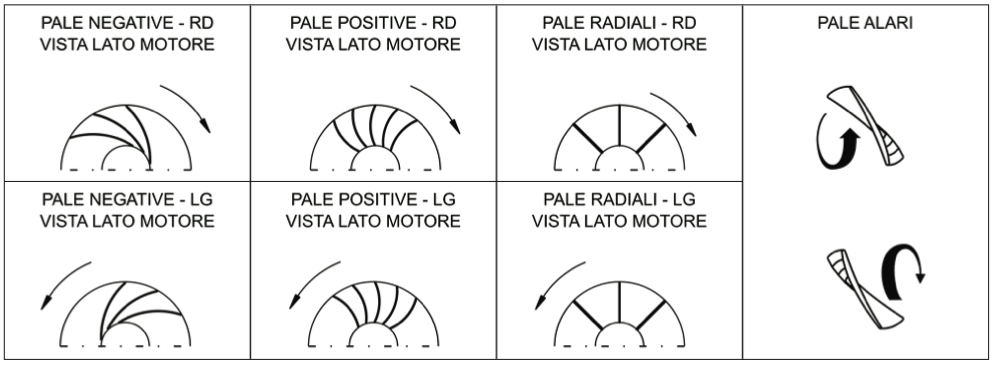 PALE NEGATIVE - RD
VISTA LATO MOTORE
PALE POSITIVE - RD
VISTA LATO MOTORE
PALE RADIALI - RD
VISTA LATO MOTORE
PALE ALARI
PALE NEGATIVE - LG
VISTA LATO MOTORE
PALE POSITIVE - LG
VISTA LATO MOTORE
PALE RADIALI - LG
VISTA LATO MOTORE